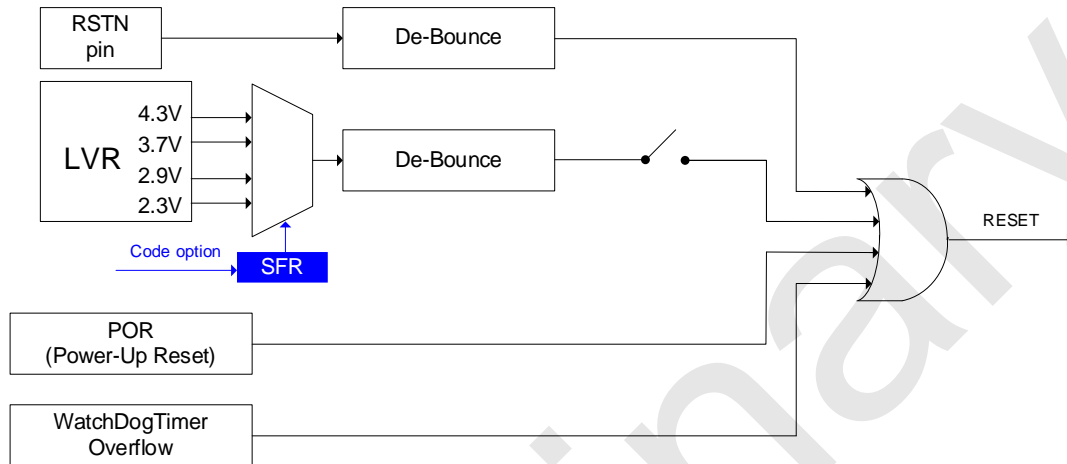 RSTN
pin
De-Bounce
LVR
4.3V
3.7V
2.9V
2.3V
De-Bounce
Code option
SFR
RESET
POR
(Power-Up Reset)
WatchDogTimer
Overflow
inary